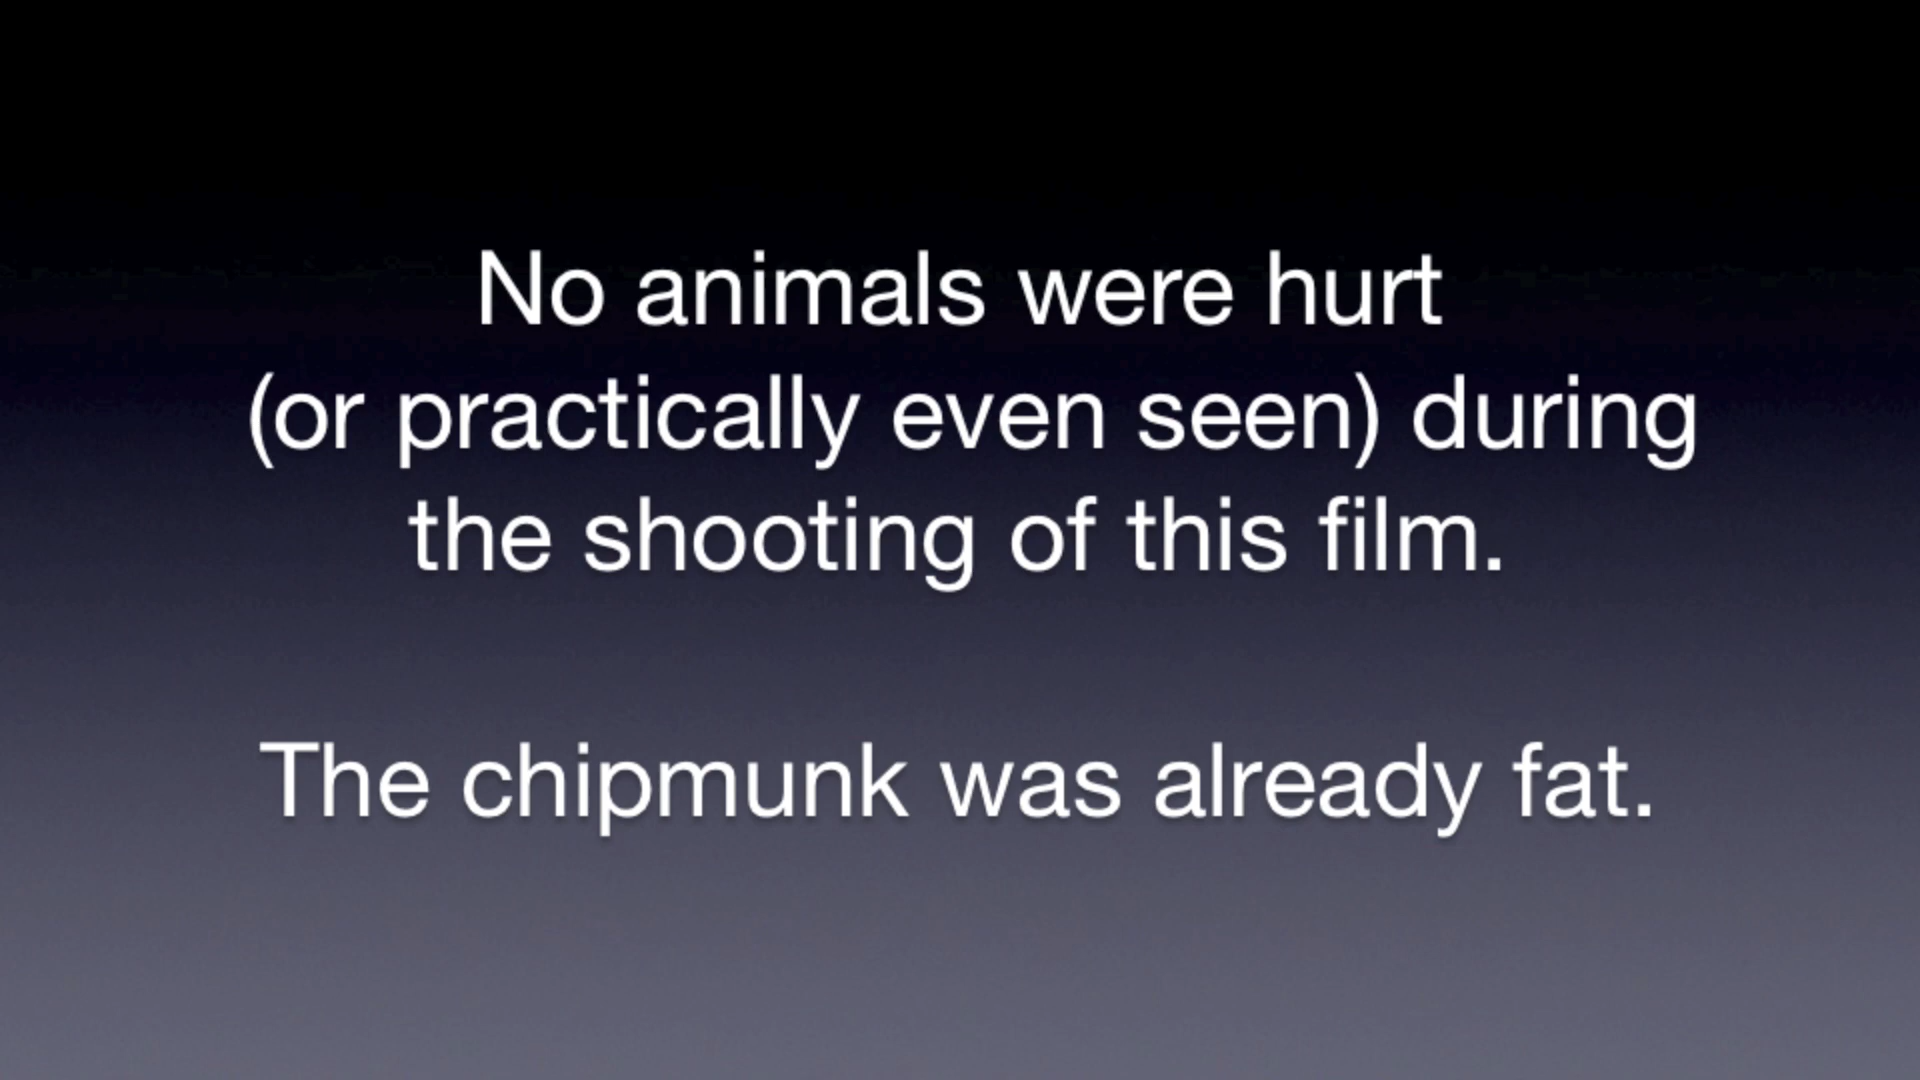 No animals were hurt
(or practically even seen) during
the shooting of this film.
The chipmunk was already fat.